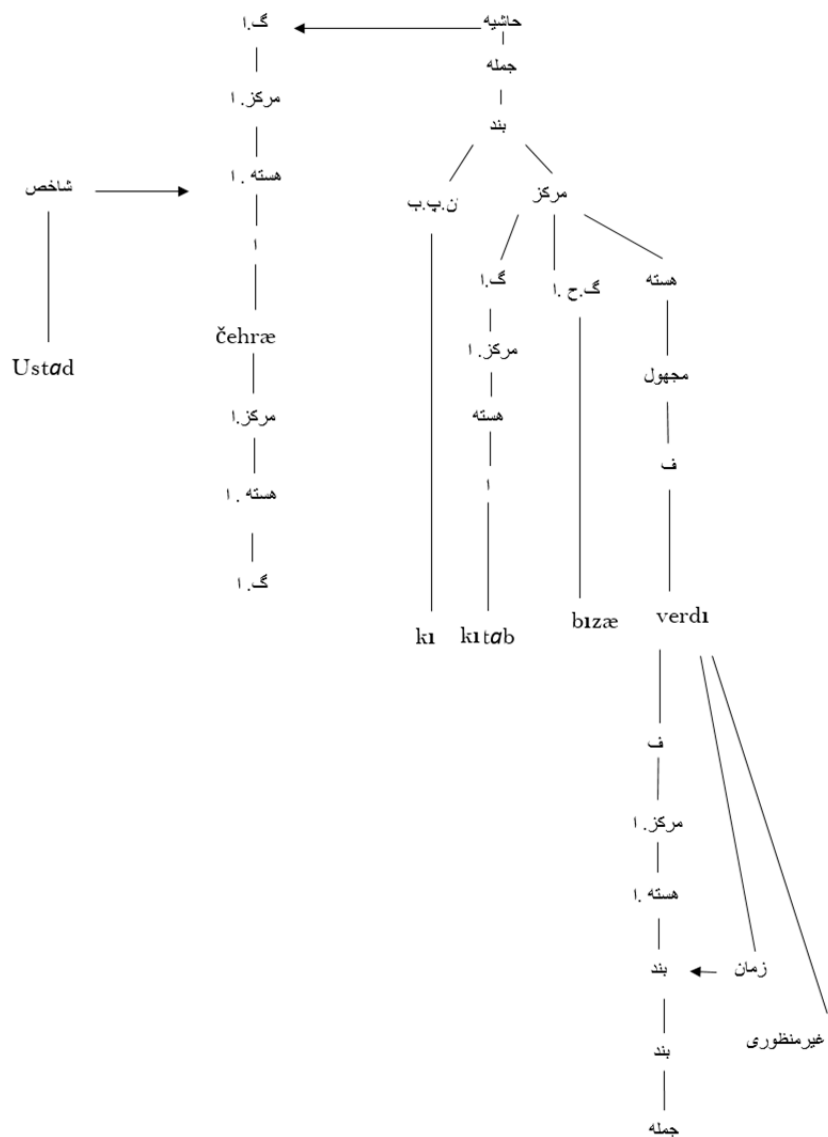 حاشیه
گ.ا
جمله
مرکز. ا
بند
هسته .ا
شاخص
مرکز
ن.پ.ب
ا
هسته
گ.ا
گ.ح .ا
čehræ
مرکز. ا
Ustad
مجهول
مرکز.ا
هسته
ف
ا
هسته .ا
گ. ا
kı
kıtab
bızæ
verdı
ف
مرکز. ا
هسته .ا
بند
زمان
غیرمنظوری
بند
جمله